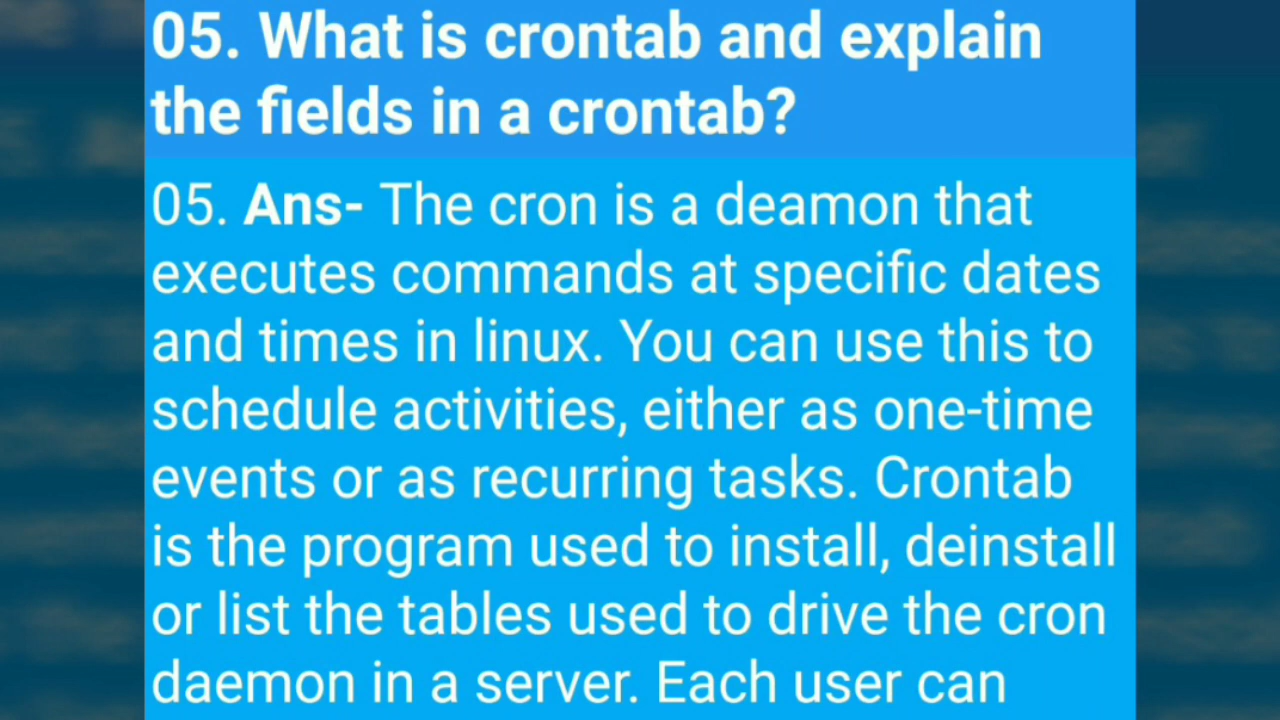 05. What is crontab and explain
the fields in a crontab?
05. Ans- The cron is a deamon that
executes commands at specific dates
and times in linux. You can use this to
schedule activities, either as one-time
events or as recurring tasks. Crontab
is the program used to install, deinstall
or list the tables used to drive the cron
daemon in a server. Each user can